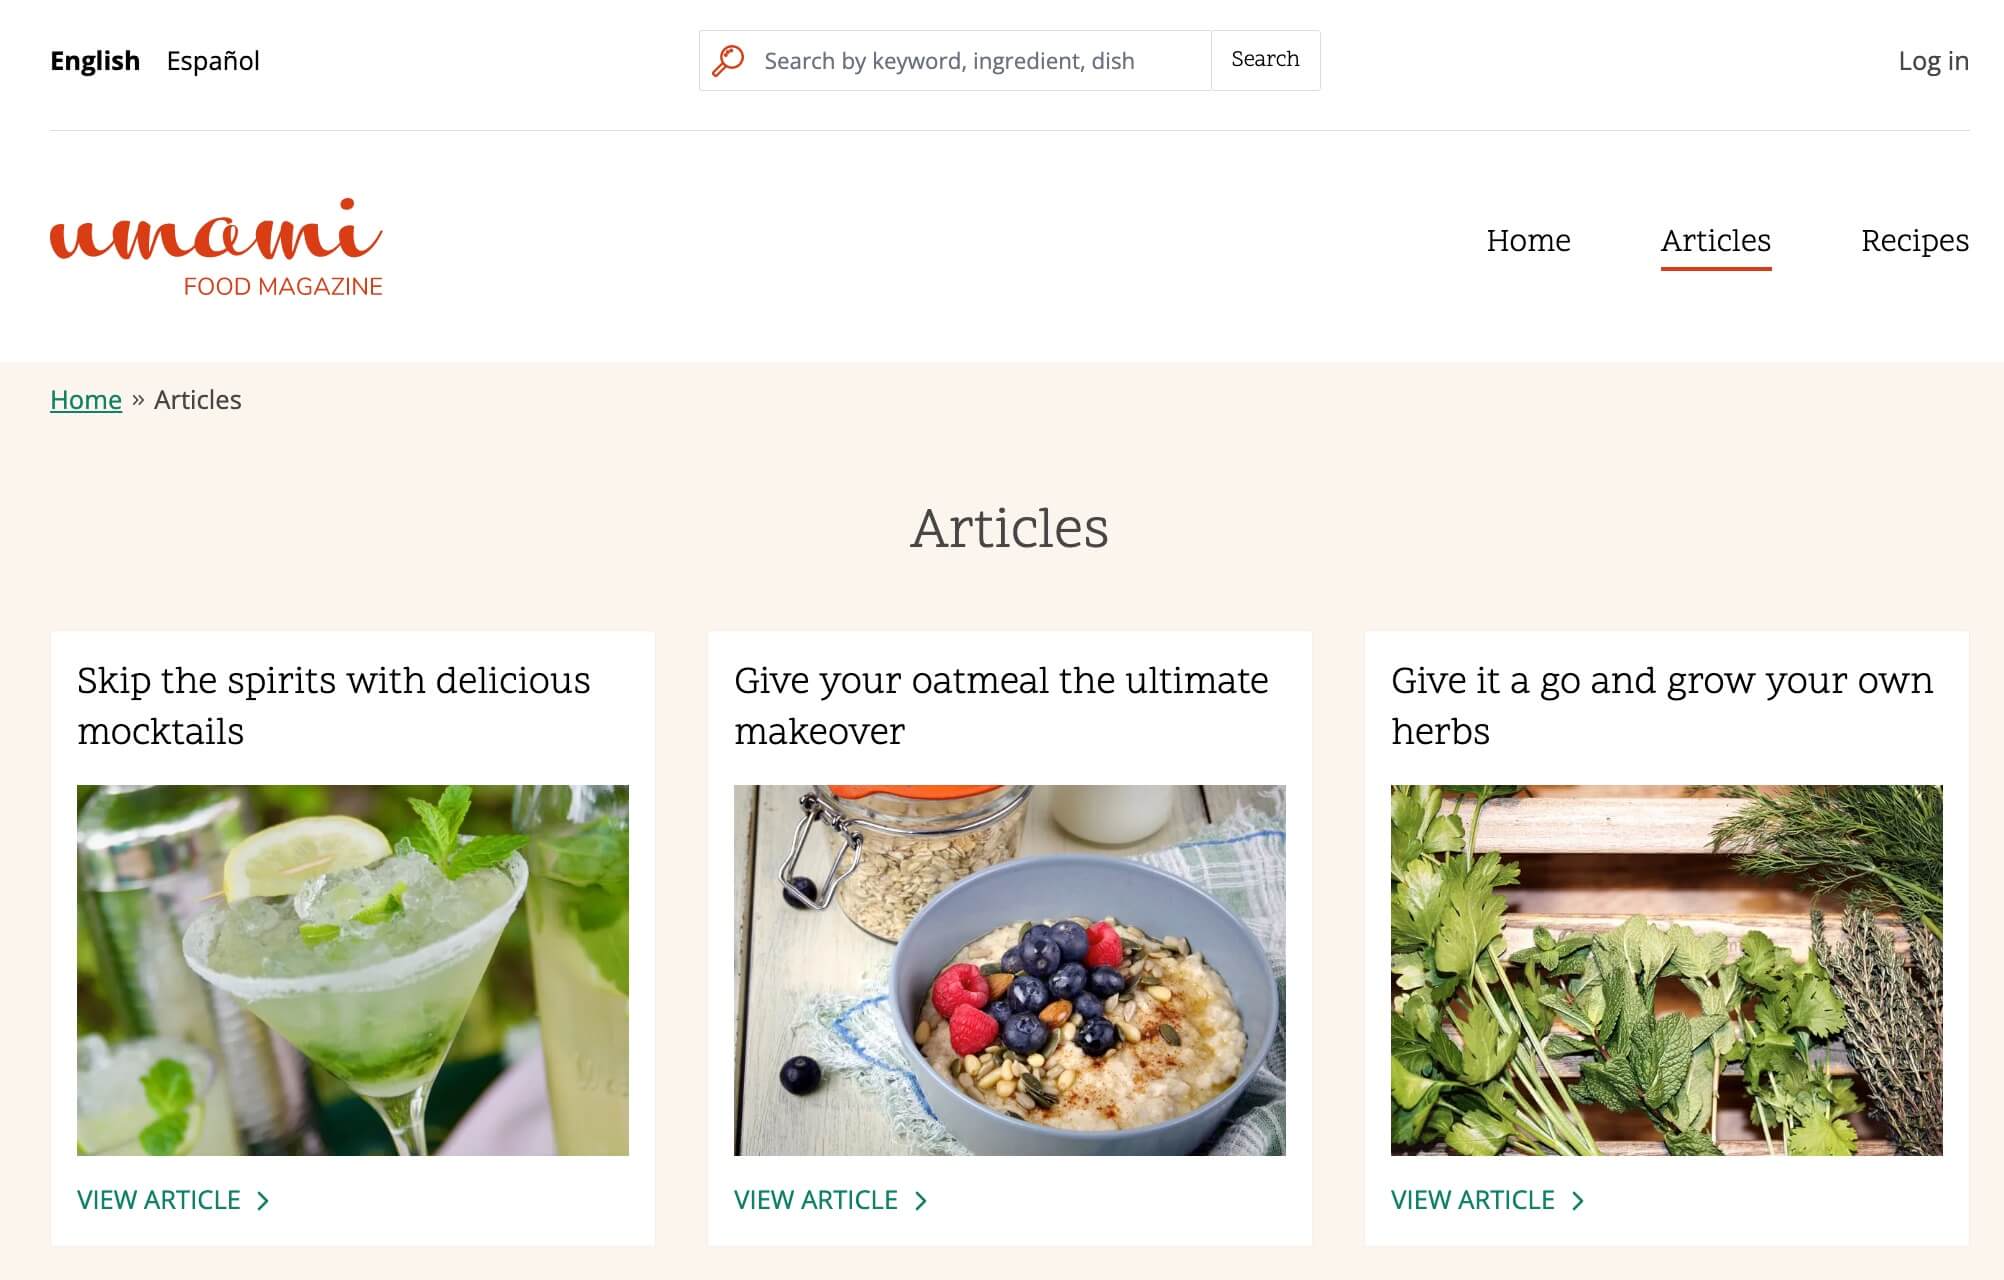 English Español
Search by keyword, ingredient, dish
Search
Log in
umami
FOOD MAGAZINE
Home
Articles
Recipes
Home » Articles
Articles
Skip the spirits with delicious
mocktails
VIEW ARTICLE
Give your oatmeal the ultimate
makeover
VIEW ARTICLE
Give it a go and grow your own
herbs
VIEW ARTICLE